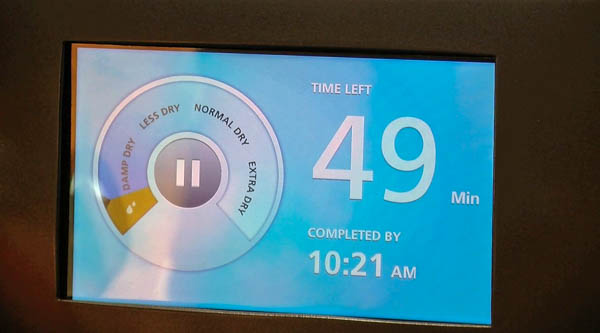 TIME LEFT
49 Min
COMPLETED BY
10:21 AM
DAMP DRY
LESS DRY
NORMAL DRY
EXTRA DRY